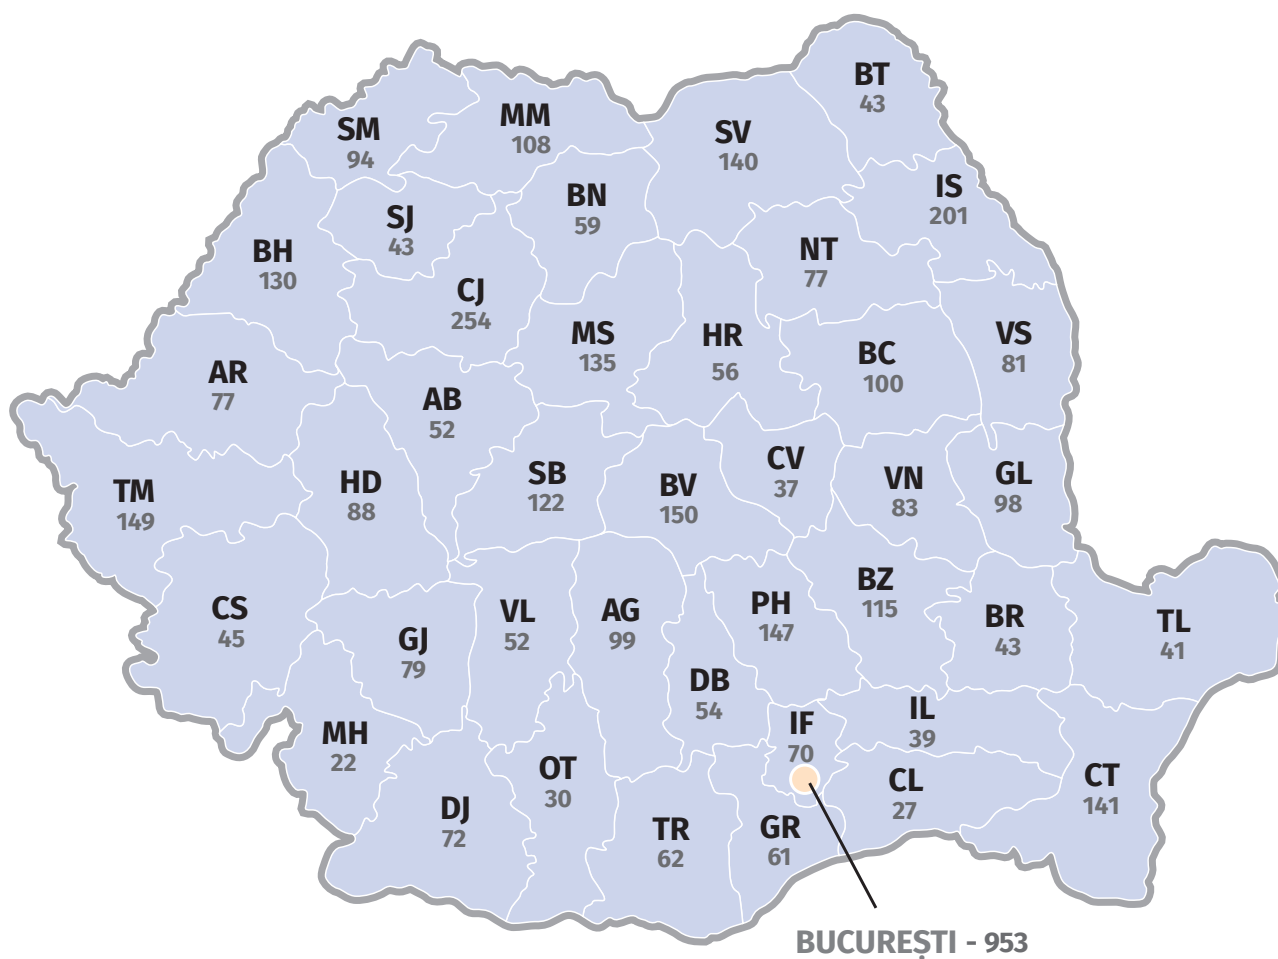 BT
43
SM
94
MM
108
SV
140
IS
201
BN
59
SJ
43
BH
130
NT
77
CJ
254
MS
135
HR
56
BC
100
VS
81
AR
77
AB
52
TM
149
HD
88
SB
122
BV
150
CV
37
VN
83
GL
98
CS
45
GJ
79
VL
52
AG
99
PH
147
BZ
115
BR
43
TL
41
DB
54
MH
22
IF
70
IL
39
OT
30
CL
27
CT
141
DJ
72
TR
62
GR
61
BUCUREȘTI - 953